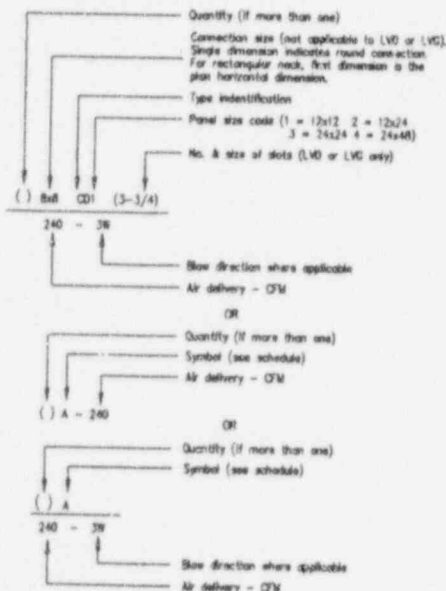 Quantity (if more than one)
Connection size (not applicable to LVD or LVG).
Single dimension indicates round connection.
For rectangular neck, first dimension is the
plan horizontal dimension.
Type indentification
Panel size code (1 = 12x12 2 = 12x24
3 = 24x24 4 = 24x48)
No. & size of slots (LVD or LVG only)
( ) 8x8 CD1 (3-3/4)
240 - 3W
Blow direction where applicable
Air delivery - CFM
OR
Quantity (if more than one)
Symbol (see schedule)
Air delivery - CFM
( ) A - 240
OR
Quantity (if more than one)
Symbol (see schedule)
( ) A
240 - 3W
Blow direction where applicable
Air delivery - CFM